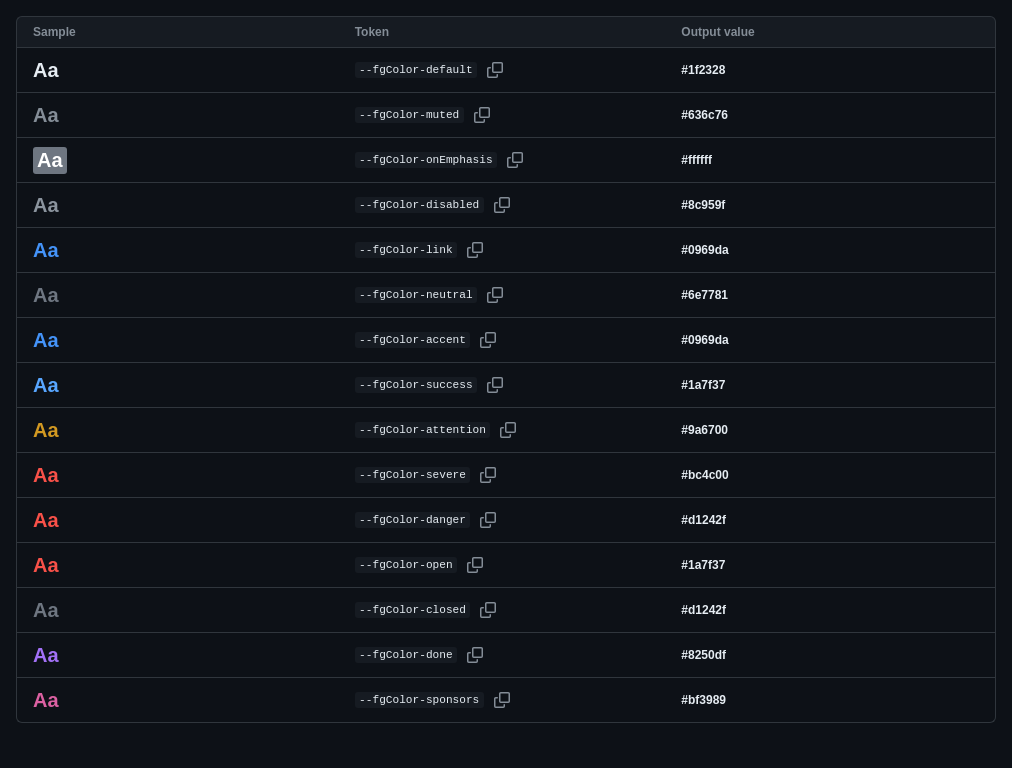 Sample Token Output value
Aa --fgColor-default #1f2328
Aa --fgColor-muted #636c76
Aa --fgColor-onEmphasis #ffffff
Aa --fgColor-disabled #8c959f
Aa --fgColor-link #0969da
Aa --fgColor-neutral #6e7781
Aa --fgColor-accent #0969da
Aa --fgColor-success #1a7f37
Aa --fgColor-attention #9a6700
Aa --fgColor-severe #bc4c00
Aa --fgColor-danger #d1242f
Aa --fgColor-open #1a7f37
Aa --fgColor-closed #d1242f
Aa --fgColor-done #8250df
Aa --fgColor-sponsors #bf3989